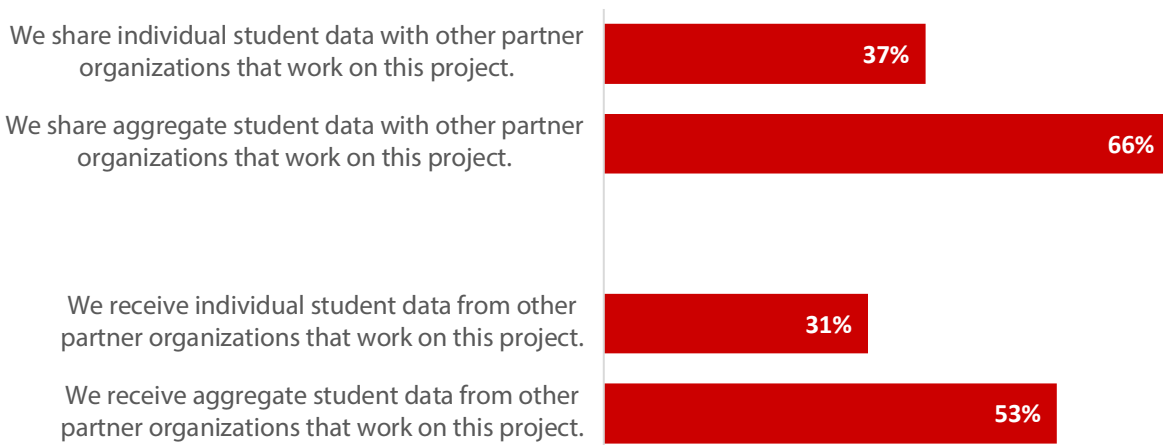 We share individual student data with other partner
organizations that work on this project.
37%
We share aggregate student data with other partner
organizations that work on this project.
66%
We receive individual student data from other
partner organizations that work on this project.
31%
We receive aggregate student data from other
partner organizations that work on this project.
53%